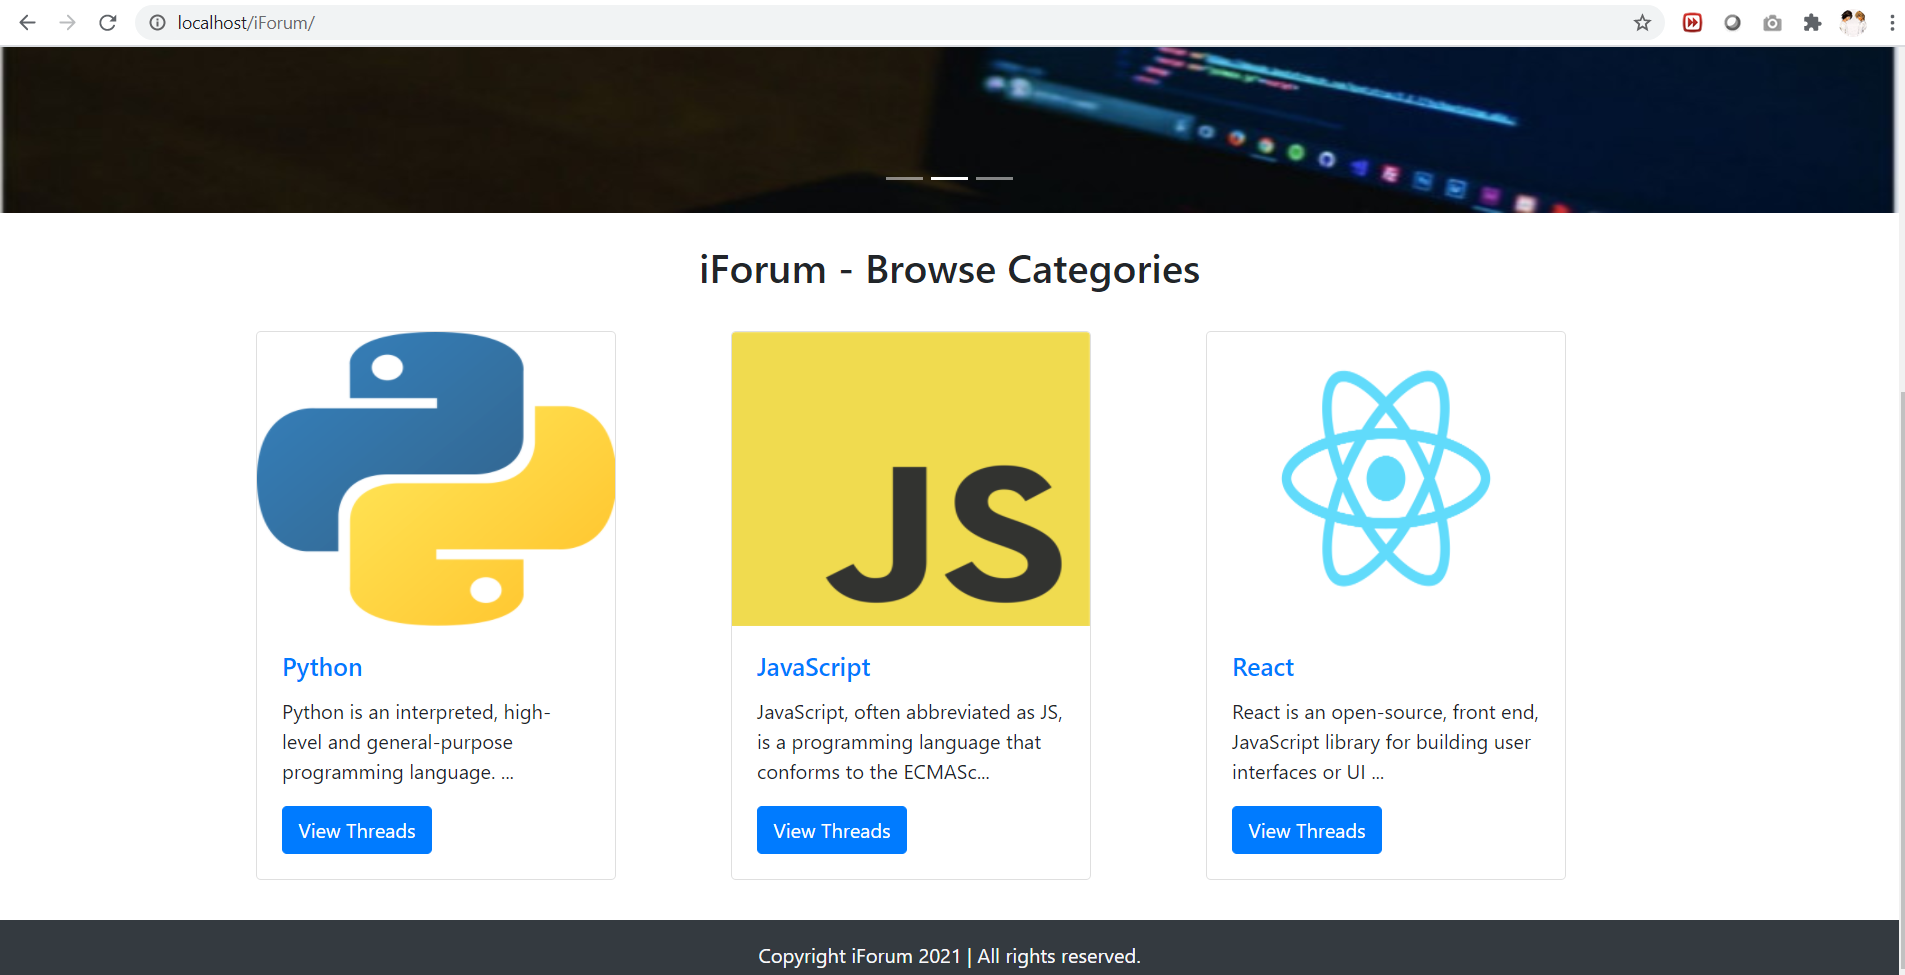 localhost/iForum/
iForum - Browse Categories
JS
Python
Python is an interpreted, high-
level and general-purpose
programming language. ...
View Threads
JavaScript
JavaScript, often abbreviated as JS,
is a programming language that
conforms to the ECMASc...
View Threads
React
React is an open-source, front end,
JavaScript library for building user
interfaces or UI ...
View Threads
Copyright iForum 2021 | All rights reserved.